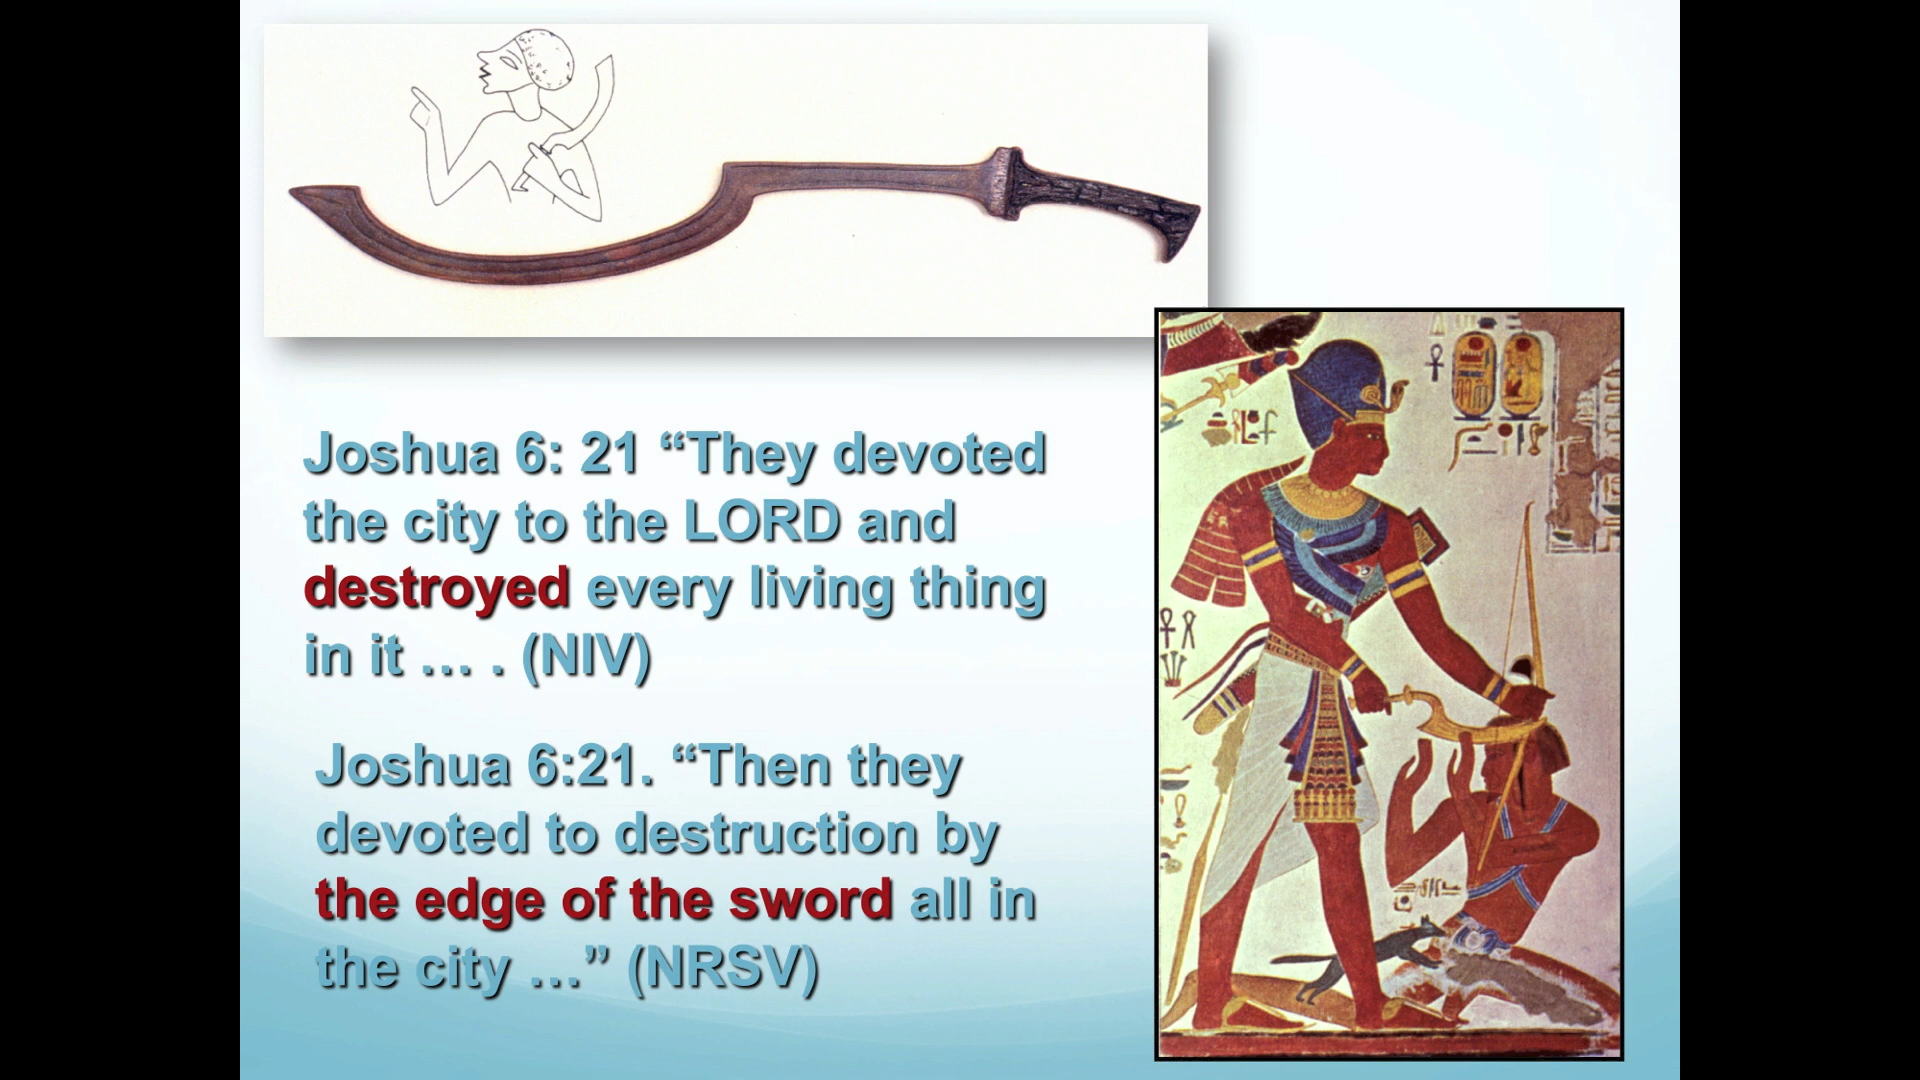 Joshua 6: 21 “They devoted
the city to the LORD and
destroyed every living thing
in it … . (NIV)
Joshua 6:21. “Then they
devoted to destruction by
the edge of the sword all in
the city …” (NRSV)